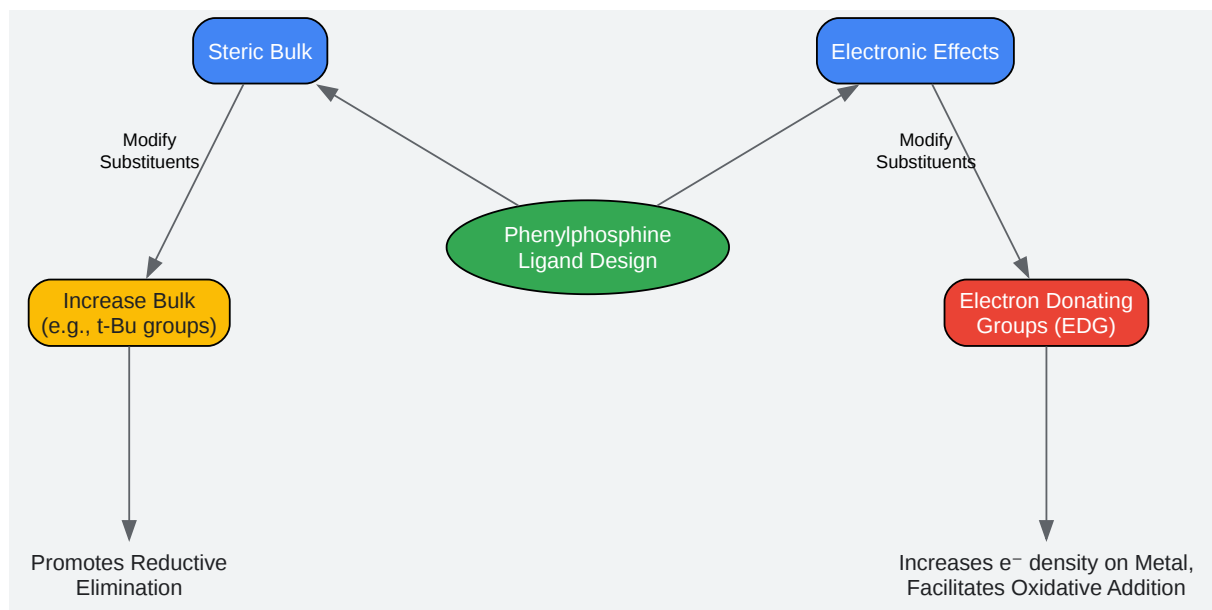 Steric Bulk
Electronic Effects
Modify
Substituents
Modify
Substituents
Phenylphosphine
Ligand Design
Increase Bulk
(e.g., t-Bu groups)
Electron Donating
Groups (EDG)
Promotes Reductive
Elimination
Increases e⁻ density on Metal,
Facilitates Oxidative Addition